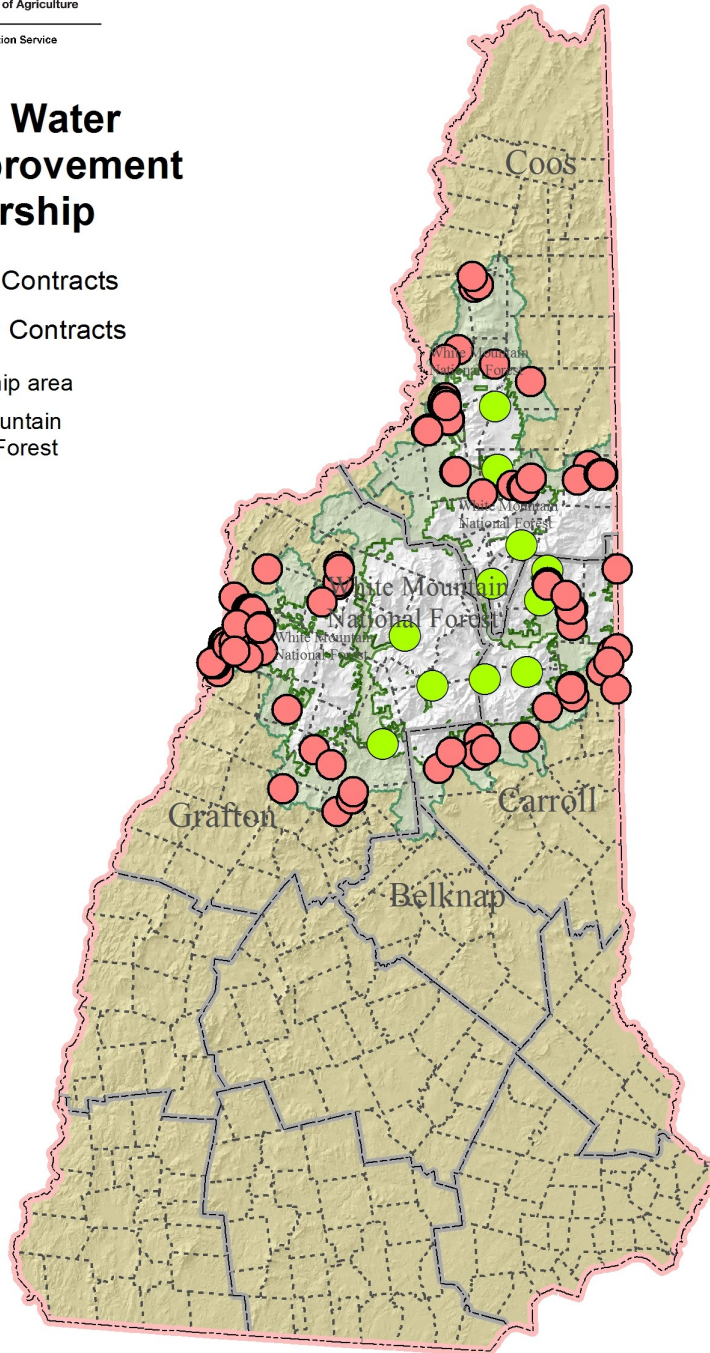 of Agriculture
tion Service
Water
provement
rship
Contracts
Contracts
hip area
untain
Forest
Coos
White Mountain
National Forest
White Mountain
National Forest
White Mountain
National Forest
White Mountain
National Forest
Grafton
Carroll
Belknap